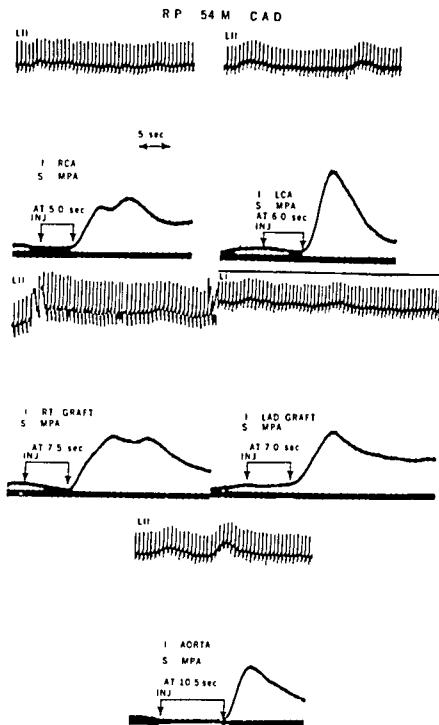 RP 54 M CAD
LII
LII
5 sec
I RCA
S MPA
AT 5.0 sec
INJ
I LCA
S MPA
AT 6.0 sec
INJ
LII
LI
I RT GRAFT
S MPA
AT 7.5 sec
INJ
I LAD GRAFT
S MPA
AT 7.0 sec
INJ
LII
I AORTA
S MPA
AT 10.5 sec
INJ